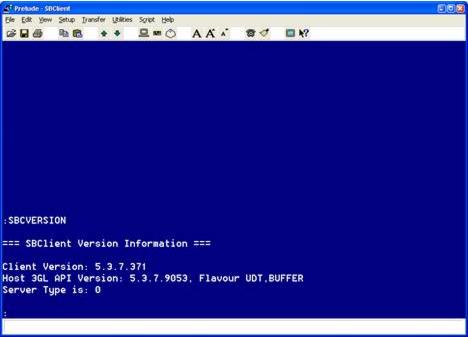 Prelude - SBClient
File Edit View Setup Transfer Utilities Script Help
A A A
:SBCVERSION
=== SBClient Version Information ===
Client Version: 5.3.7.371
Host 3GL API Version: 5.3.7.9053, Flavour UDT,BUFFER
Server Type is: 0
: